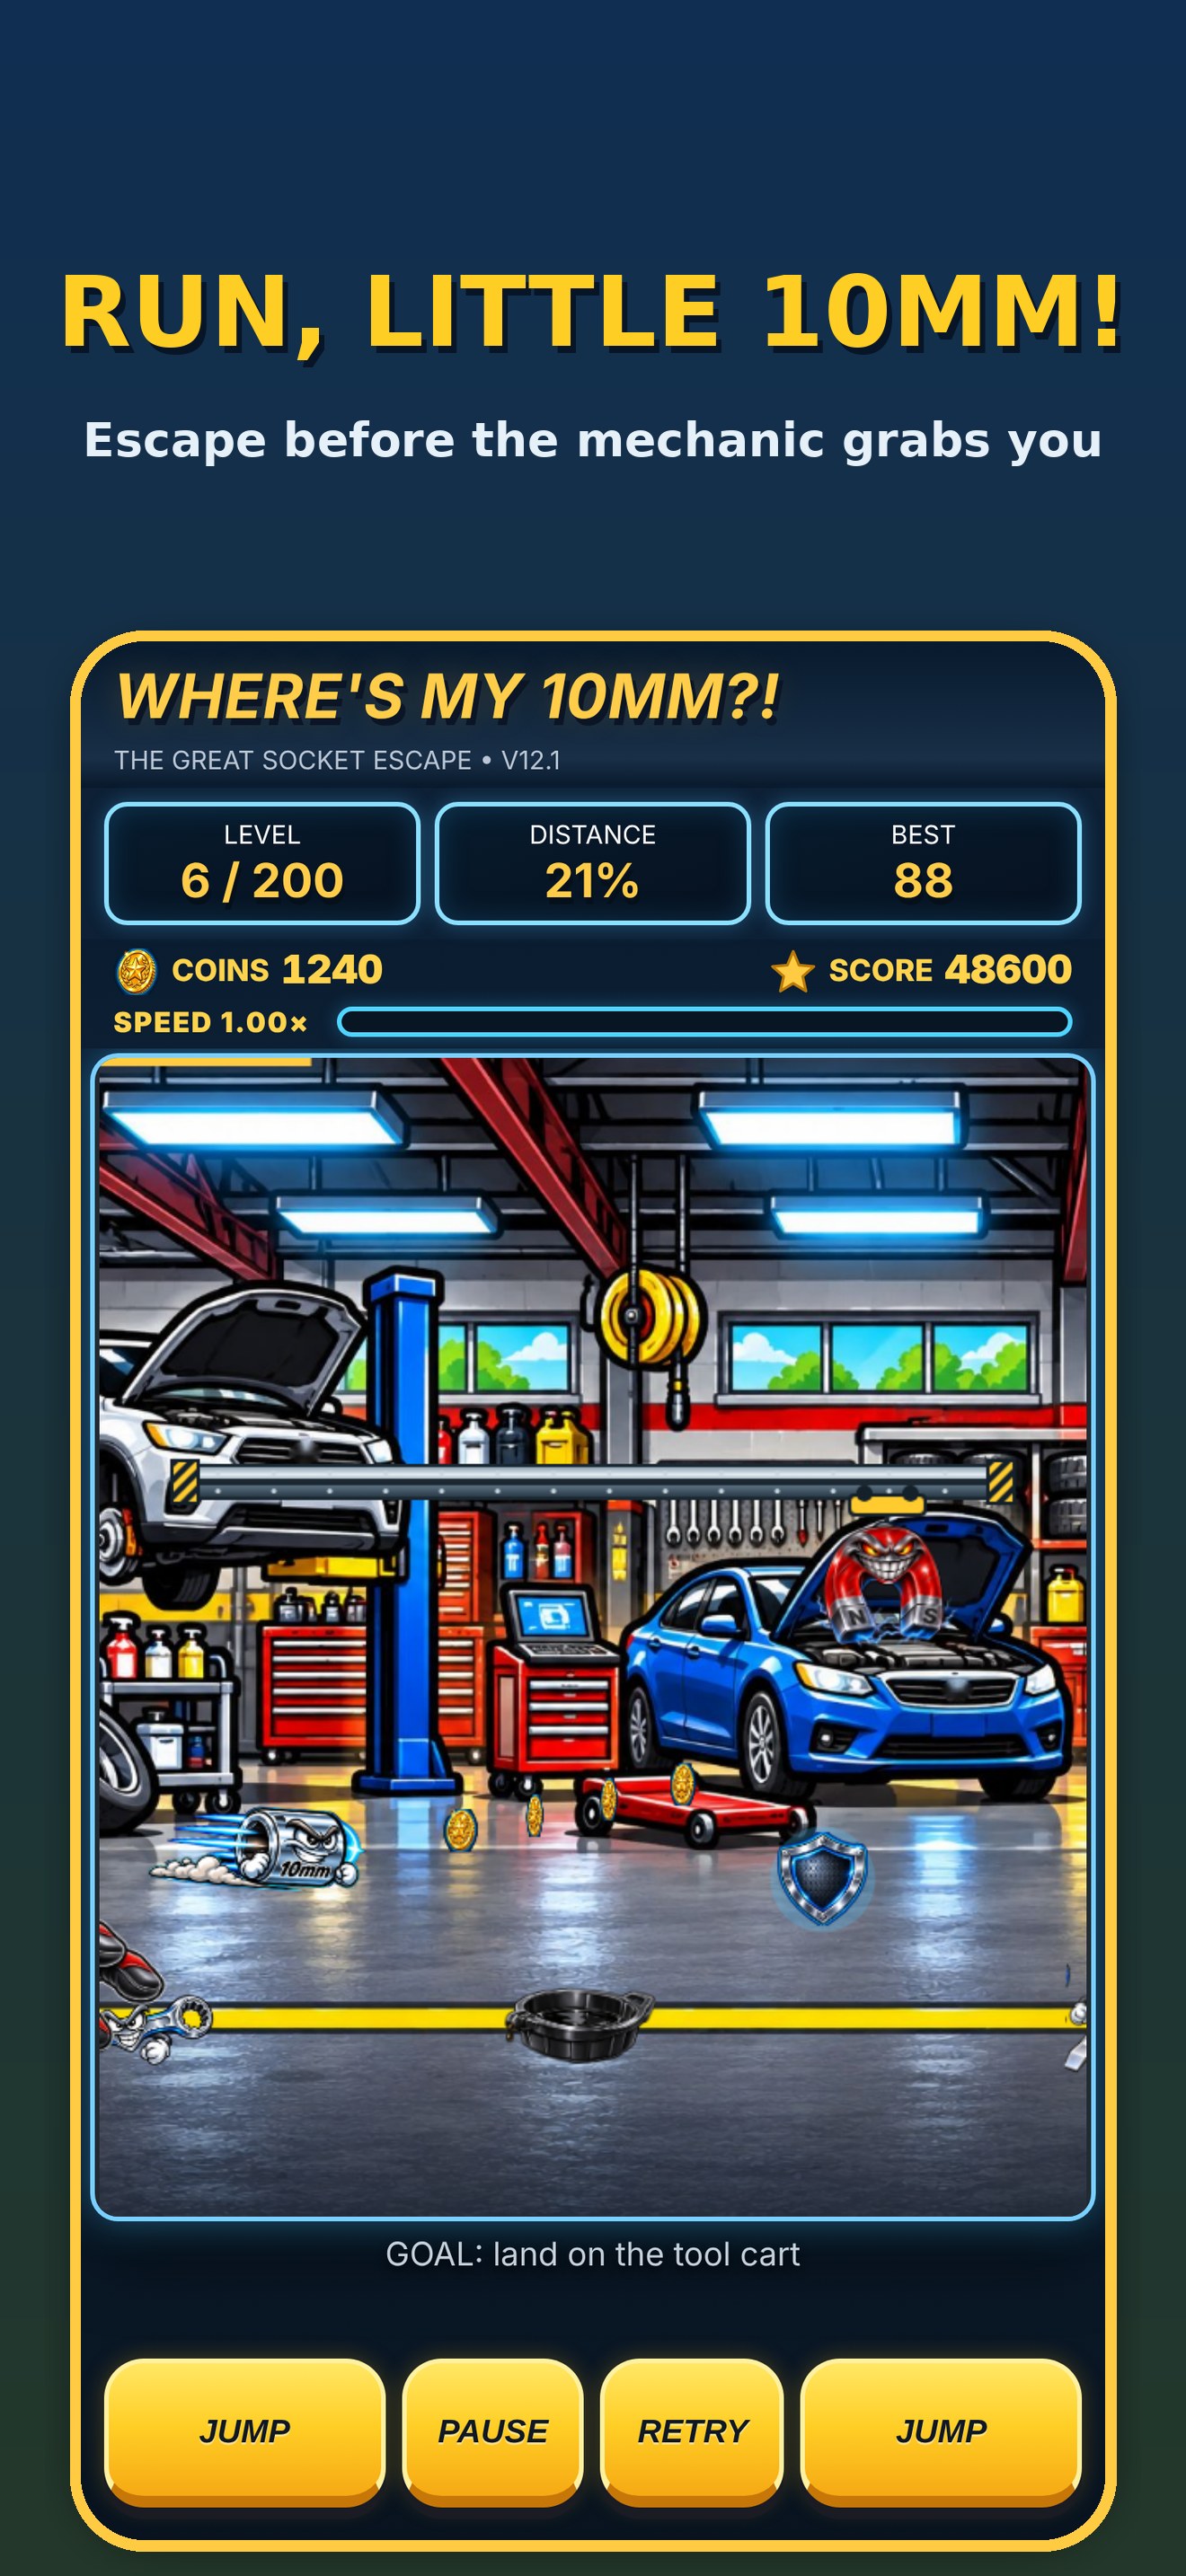 RUN, LITTLE 10MM!
Escape before the mechanic grabs you
WHERE'S MY 10MM?!
THE GREAT SOCKET ESCAPE • V12.1
LEVEL
6 / 200
DISTANCE
21%
BEST
88
COINS 1240
SCORE 48600
SPEED 1.00×
N S
10mm
GOAL: land on the tool cart
JUMP
PAUSE
RETRY
JUMP